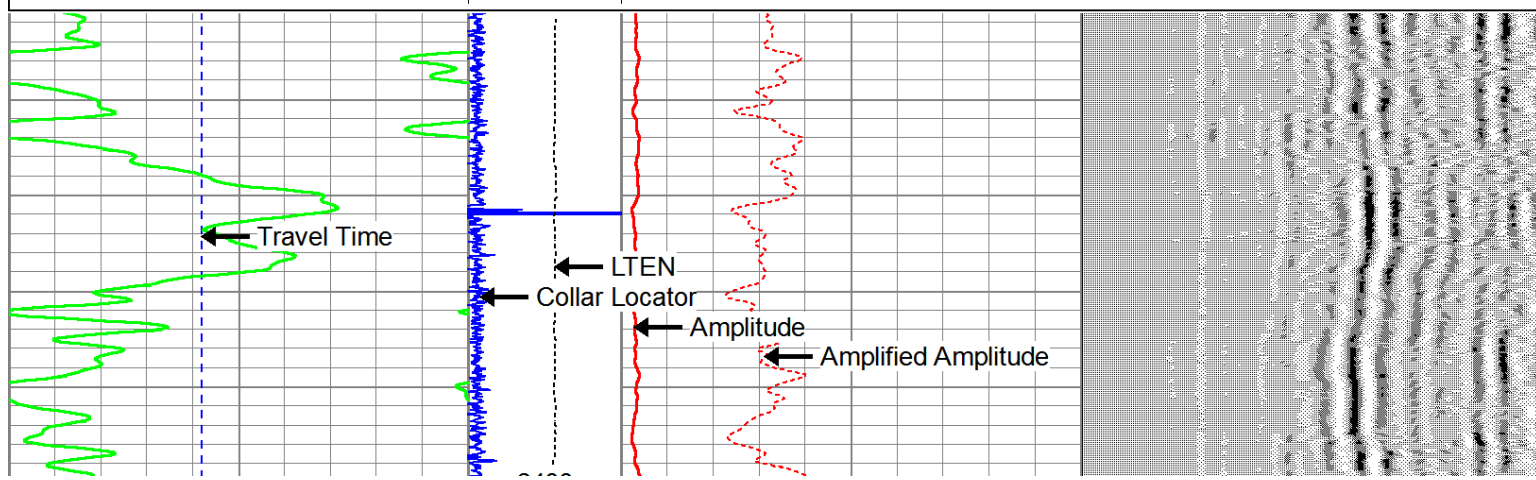 Travel Time
LTEN
Collar Locator
Amplitude
Amplified Amplitude